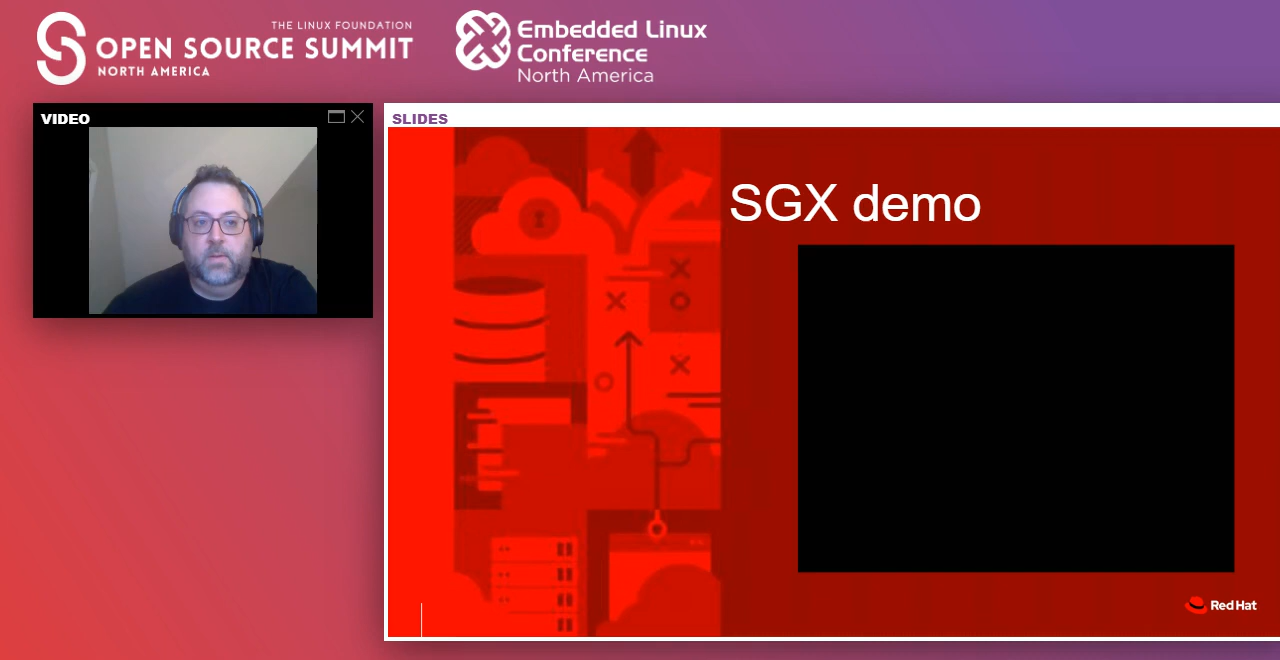 THE LINUX FOUNDATION
OPEN SOURCE SUMMIT
NORTH AMERICA
Embedded Linux
Conference
North America
VIDEO
SLIDES
SGX demo
Red Hat